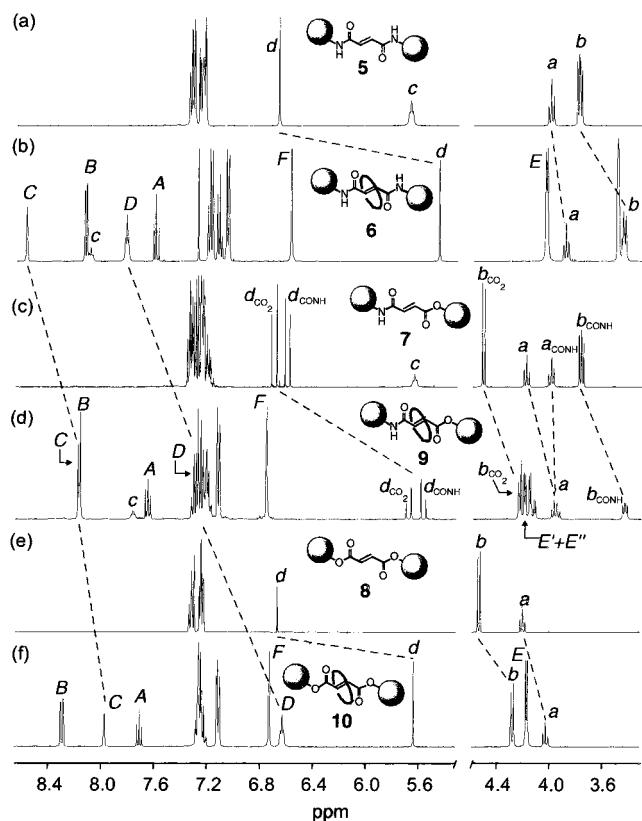 (a)
d
O
H
N
N
H
O
5
c
a
b
(b)
C
B
c
D
A
F
O
H
N
N
H
O
6
d
E
a
b
(c)
dCO2
dCONH
O
N
H
O
O
7
c
bCO2
a
aCONH
bCONH
(d)
C
B
c
A
D
F
O
N
H
O
O
9
dCO2
dCONH
bCO2
a
bCONH
E'+E''
(e)
d
O
O
O
O
8
b
a
(f)
B
C
A
F
D
O
O
O
O
10
d
b
E
a
8.4 8.0 7.6 7.2 6.8 6.4 6.0 5.6 4.4 4.0 3.6
ppm